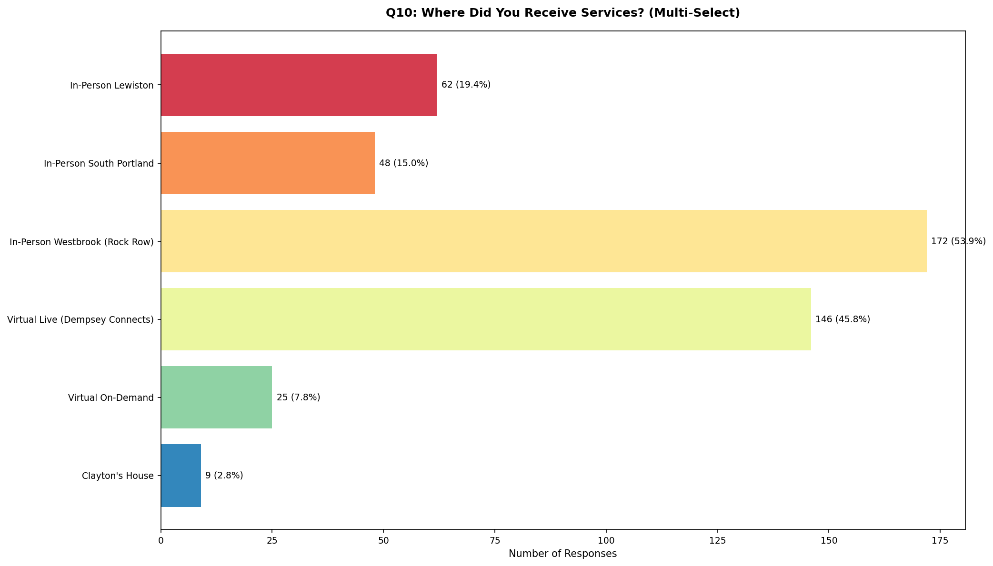 Q10: Where Did You Receive Services? (Multi-Select)
In-Person Lewiston
62 (19.4%)
In-Person South Portland
48 (15.0%)
In-Person Westbrook (Rock Row)
172 (53.9%)
Virtual Live (Dempsey Connects)
146 (45.8%)
Virtual On-Demand
25 (7.8%)
Clayton's House
9 (2.8%)
0 25 50 75 100 125 150 175
Number of Responses